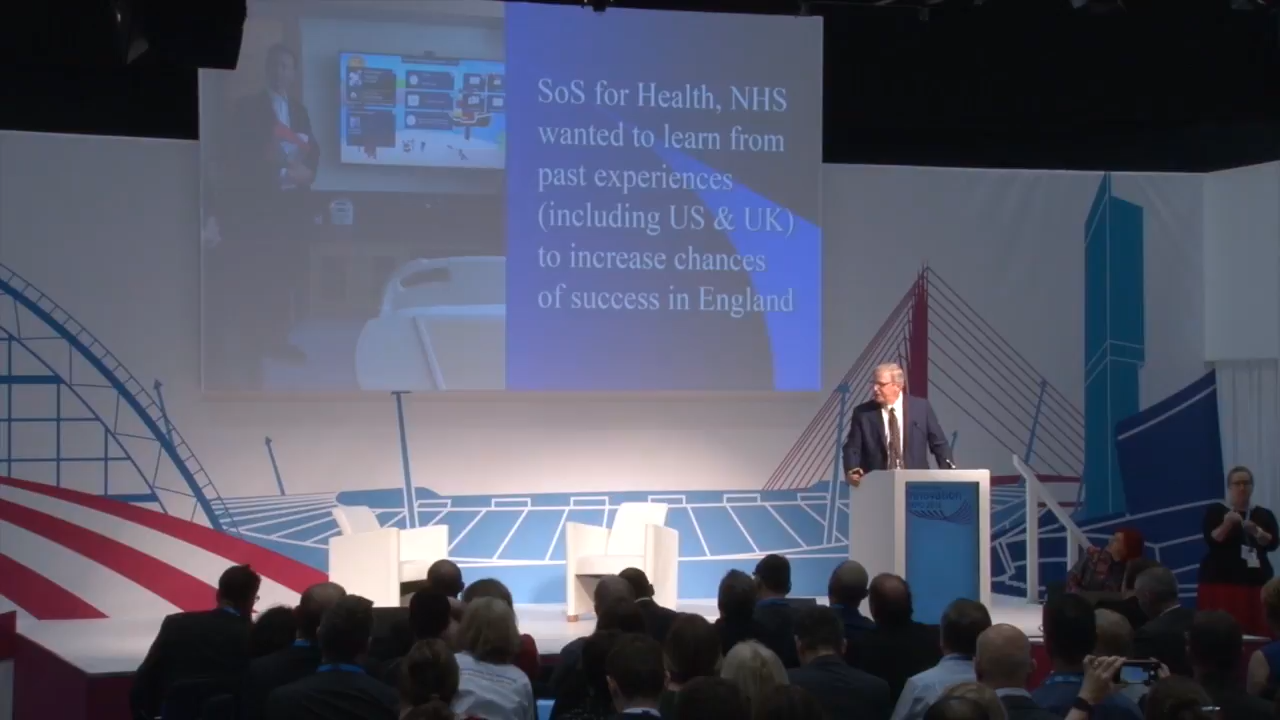 SoS for Health, NHS
wanted to learn from
past experiences
(including US & UK)
to increase chances
of success in England
innovation